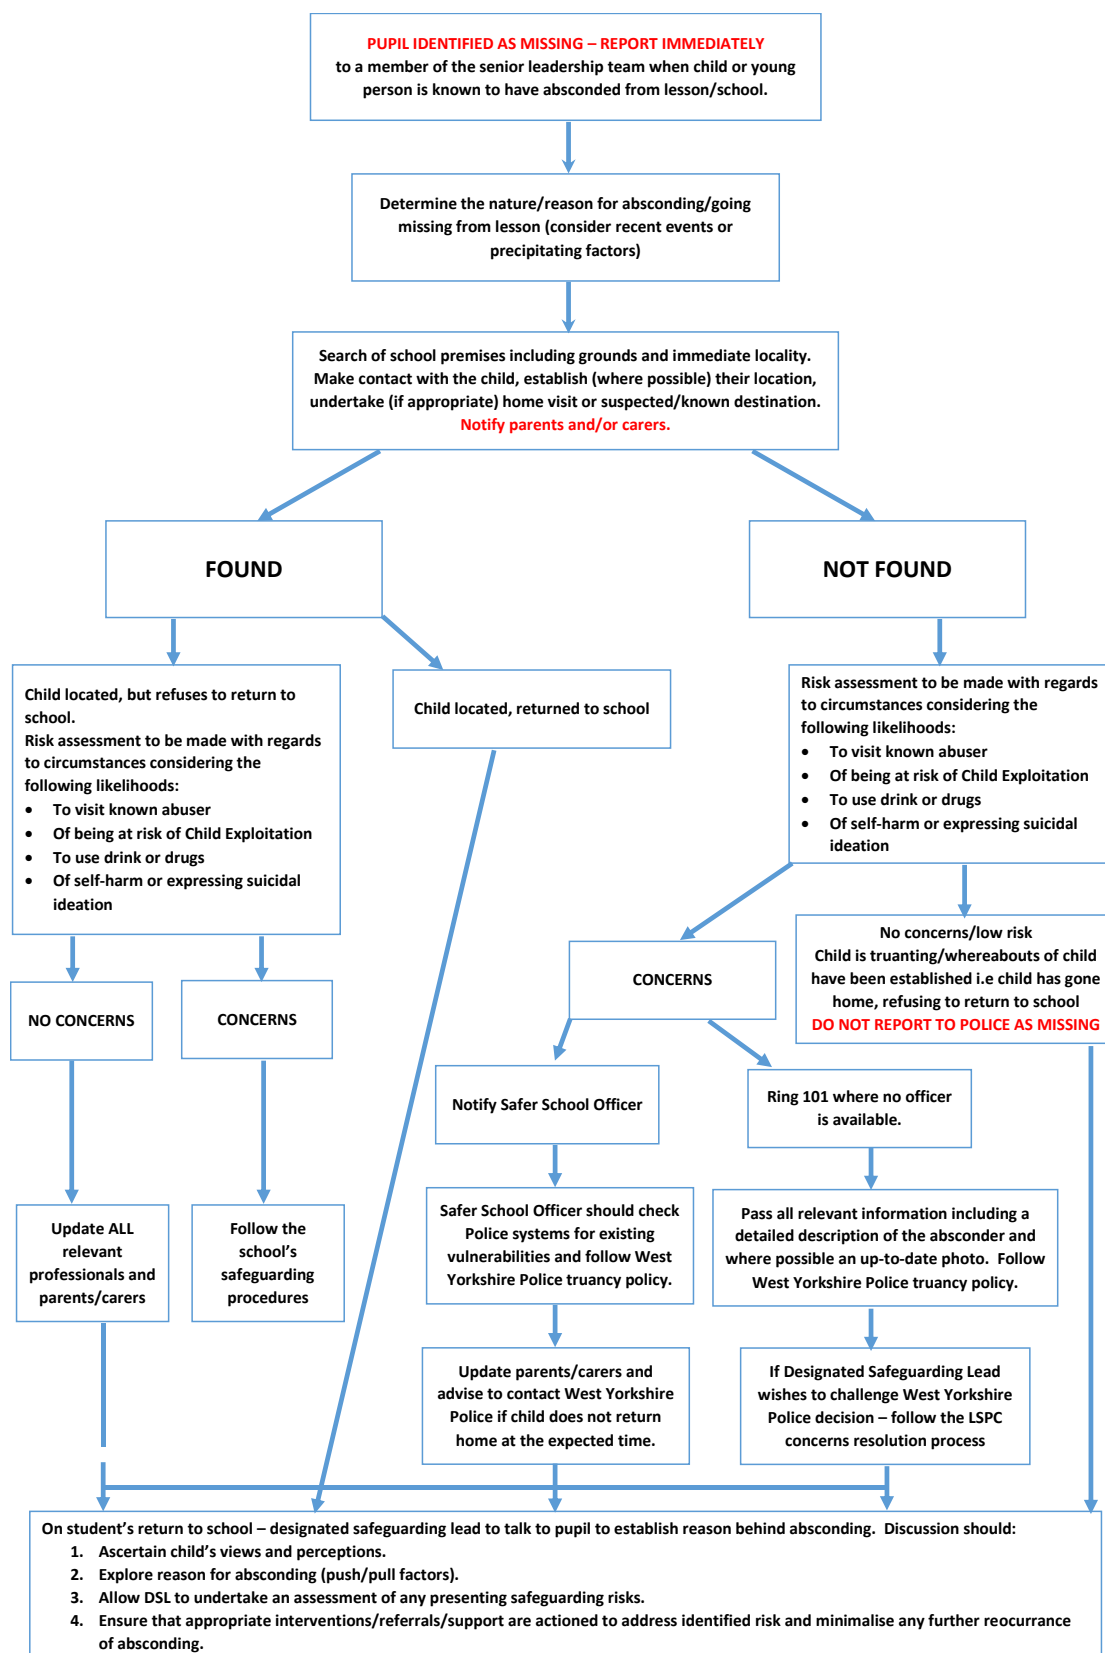 PUPIL IDENTIFIED AS MISSING – REPORT IMMEDIATELY
to a member of the senior leadership team when child or young
person is known to have absconded from lesson/school.
Determine the nature/reason for absconding/going
missing from lesson (consider recent events or
precipitating factors)
Search of school premises including grounds and immediate locality.
Make contact with the child, establish (where possible) their location,
undertake (if appropriate) home visit or suspected/known destination.
Notify parents and/or carers.
FOUND
NOT FOUND
Child located, but refuses to return to
school.
Risk assessment to be made with regards
to circumstances considering the
following likelihoods:
• To visit known abuser
• Of being at risk of Child Exploitation
• To use drink or drugs
• Of self-harm or expressing suicidal
ideation
Child located, returned to school
Risk assessment to be made with regards
to circumstances considering the
following likelihoods:
• To visit known abuser
• Of being at risk of Child Exploitation
• To use drink or drugs
• Of self-harm or expressing suicidal
ideation
NO CONCERNS
CONCERNS
CONCERNS
No concerns/low risk
Child is truanting/whereabouts of child
have been established i.e child has gone
home, refusing to return to school
DO NOT REPORT TO POLICE AS MISSING
Notify Safer School Officer
Ring 101 where no officer
is available.
Update ALL
relevant
professionals and
parents/carers
Follow the
school's
safeguarding
procedures
Safer School Officer should check
Police systems for existing
vulnerabilities and follow West
Yorkshire Police truancy policy.
Pass all relevant information including a
detailed description of the absconder and
where possible an up-to-date photo. Follow
West Yorkshire Police truancy policy.
Update parents/carers and
advise to contact West Yorkshire
Police if child does not return
home at the expected time.
If Designated Safeguarding Lead
wishes to challenge West Yorkshire
Police decision – follow the LSPC
concerns resolution process
On student's return to school – designated safeguarding lead to talk to pupil to establish reason behind absconding. Discussion should:
1. Ascertain child's views and perceptions.
2. Explore reason for absconding (push/pull factors).
3. Allow DSL to undertake an assessment of any presenting safeguarding risks.
4. Ensure that appropriate interventions/referrals/support are actioned to address identified risk and minimalise any further reocurrance
of absconding.